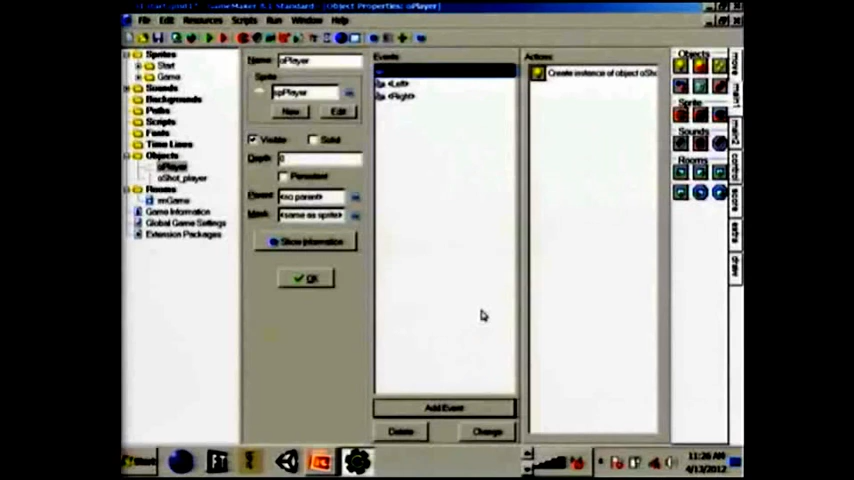 GameMaker 8.1 Standard - [Object Properties: oPlayer]
File Edit Resources Scripts Run Window Help
Sprites
Start
Game
Sounds
Backgrounds
Paths
Scripts
Fonts
Time Lines
Objects
oPlayer
oShot_player
Rooms
rmGame
Game Information
Global Game Settings
Extension Packages
Name: oPlayer
Sprite
spPlayer
New Edit
Visible Solid
Depth: 0
Persistent
Parent: <no parent>
Mask: <same as sprite>
Show Information
OK
Events:
<Left>
<Right>
Add Event
Delete Change
Actions:
Create instance of object oSho
Objects
Sprite
Sounds
Rooms
move
main1
main2
control
score
extra
draw
Start
11:26 AM
4/13/2012